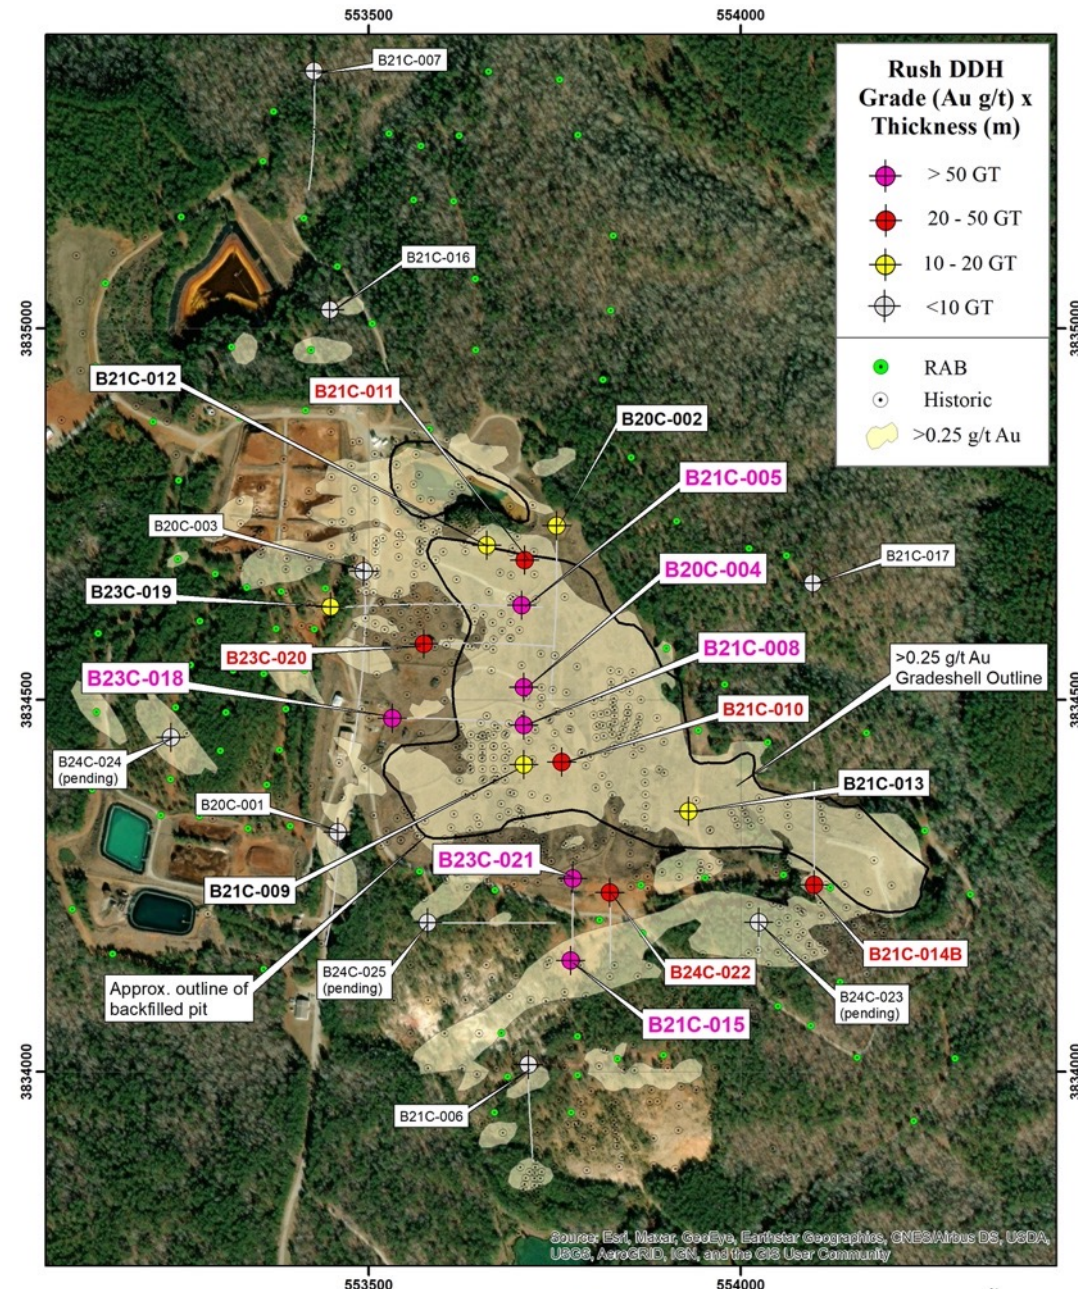 553500
554000
B21C-007
Rush DDH
Grade (Au g/t) x
Thickness (m)
> 50 GT
20 - 50 GT
10 - 20 GT
<10 GT
RAB
Historic
>0.25 g/t Au
B21C-016
3835000
3835000
B21C-012
B21C-011
B20C-002
B21C-005
B20C-003
B21C-017
B20C-004
B23C-019
B21C-008
B23C-020
>0.25 g/t Au
Gradeshell Outline
B23C-018
3834500
3834500
B21C-010
B24C-024
(pending)
B21C-013
B20C-001
B23C-021
B21C-009
B21C-014B
B24C-025
(pending)
B24C-022
Approx. outline of
backfilled pit
B24C-023
(pending)
B21C-015
3834000
3834000
B21C-006
Source: Esri, Maxar, GeoEye, Earthstar Geographics, CNES/Airbus DS, USDA,
USGS, AeroGRID, IGN, and the GIS User Community
553500
554000